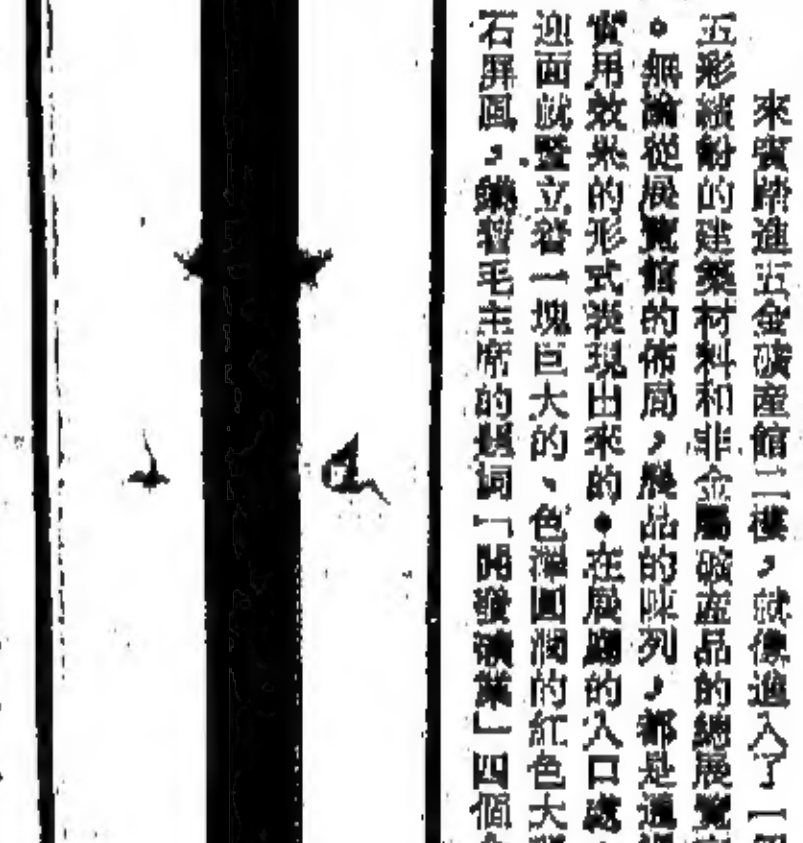 來賓踏進五金礦產館二樓，就像進入了一個
五彩繽紛的建築材料和非金屬礦產品的總展覽
。無論從展覽館的佈局，展品的陳列，都是通過
實用效果的形式表現出來的。在展廳的入口處，
迎面就豎立着一塊巨大的、色澤圓潤的紅色大
石屏風，鐫着毛主席的題詞「開發礦業」四個